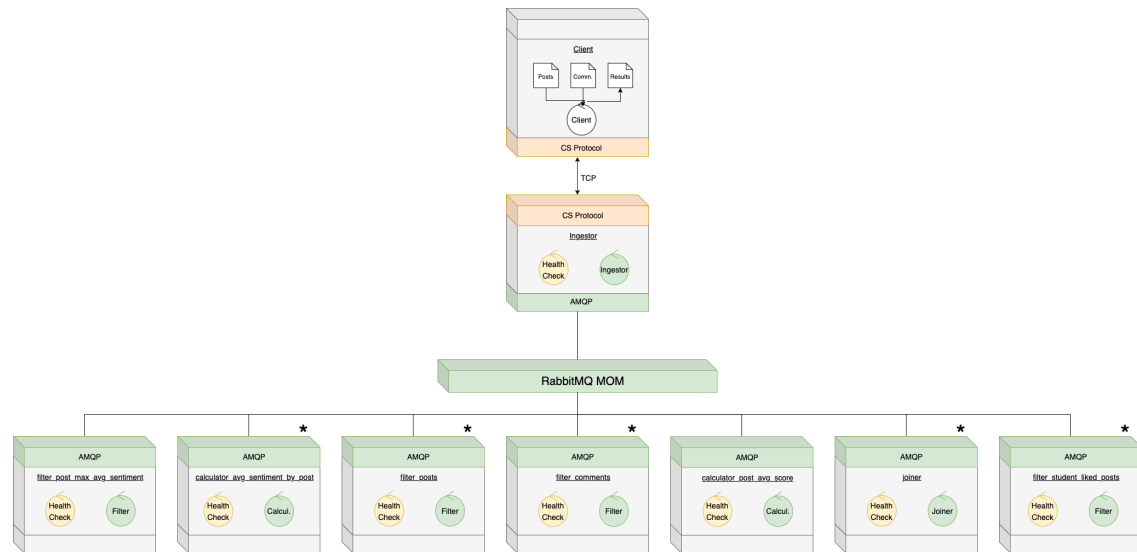 Client
Posts
Comm.
Results
Client
CS Protocol
TCP
CS Protocol
Ingestor
Health
Check
Ingestor
AMQP
RabbitMQ MOM
* * * * *
AMQP AMQP AMQP AMQP AMQP AMQP AMQP
filter_post_max_avg_sentiment calculator_avg_sentiment_by_post filter_posts filter_comments calculator_post_avg_score joiner filter_student_liked_posts
Health Health Health Health Health Health Health
Check Filter Check Calcul. Check Filter Check Filter Check Calcul. Check Joiner Check Filter